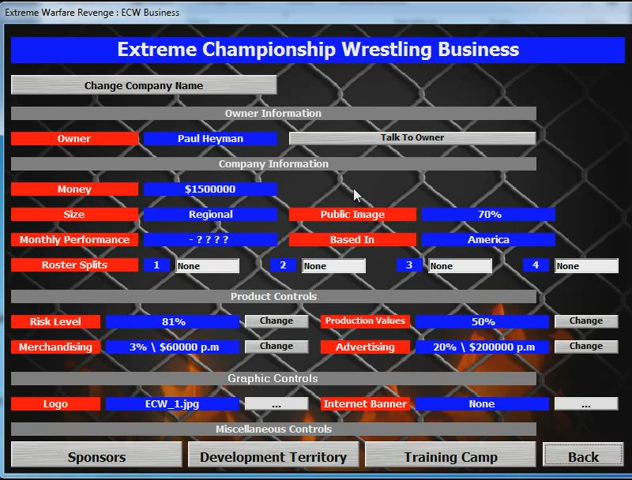 Extreme Warfare Revenge : ECW Business
Extreme Championship Wrestling Business
Change Company Name
Owner Information
Owner Paul Heyman Talk To Owner
Company Information
Money $1500000
Size Regional Public Image 70%
Monthly Performance - ? ? ? ? Based In America
Roster Splits 1 None 2 None 3 None 4 None
Product Controls
Risk Level 81% Change Production Values 50% Change
Merchandising 3% \ $60000 p.m Change Advertising 20% \ $200000 p.m Change
Graphic Controls
Logo ECW_1.jpg ... Internet Banner None ...
Miscellaneous Controls
Sponsors Development Territory Training Camp Back